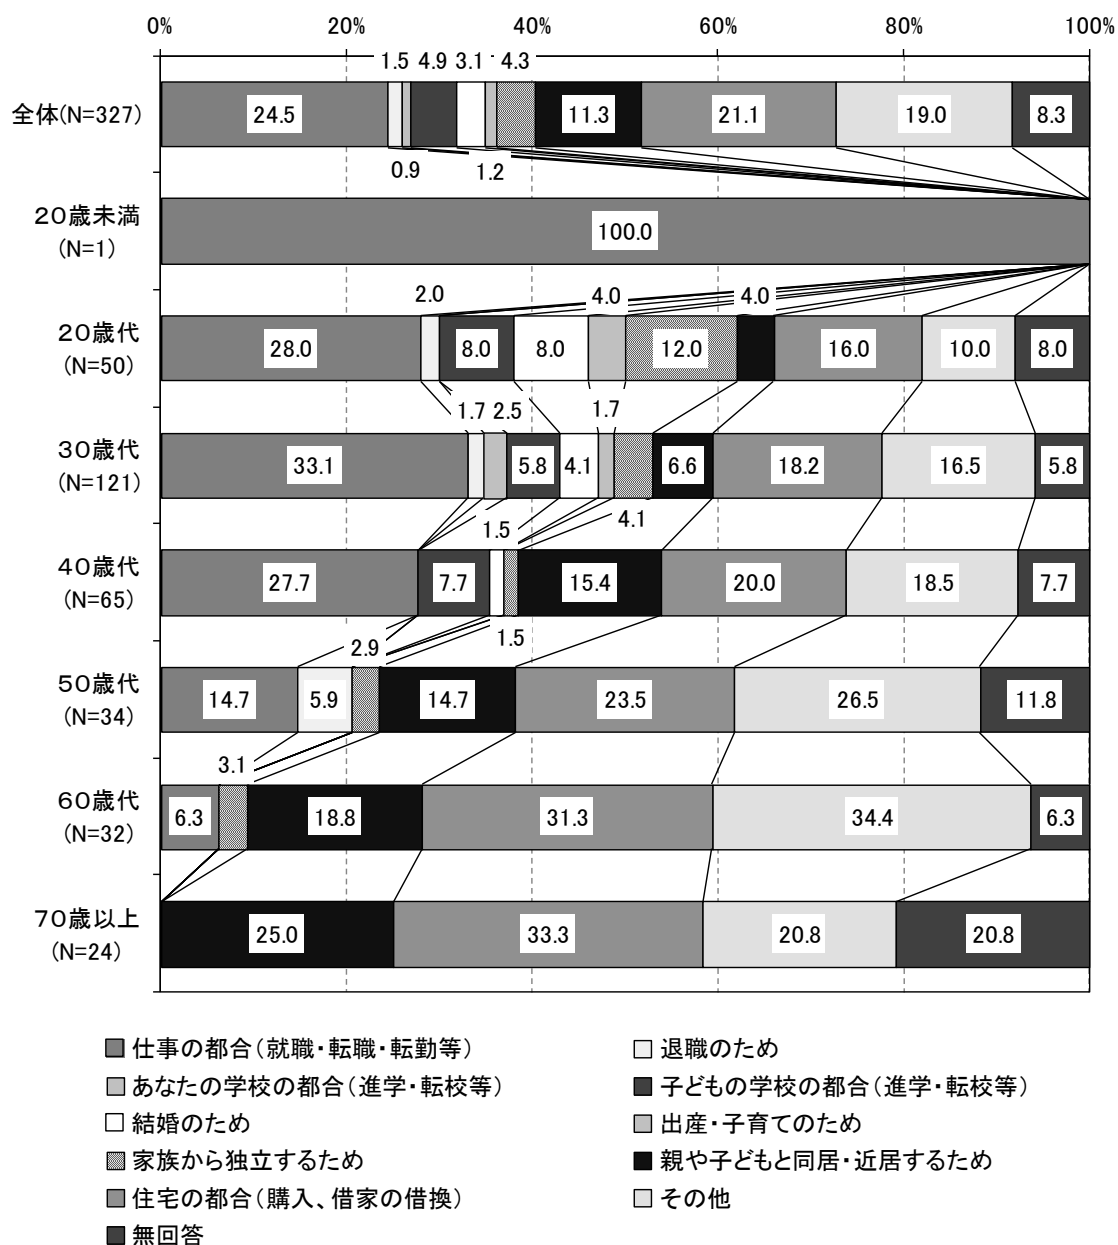 0% 20% 40% 60% 80% 100%
1.5 4.9 3.1 4.3
全体(N=327) 24.5 11.3 21.1 19.0 8.3
0.9 1.2
20歳未満
(N=1)
100.0
2.0 4.0 4.0
20歳代
(N=50)
28.0 8.0 8.0 12.0 16.0 10.0 8.0
1.7 2.5 1.7
30歳代
(N=121)
33.1 5.8 4.1 6.6 18.2 16.5 5.8
1.5 4.1
40歳代
(N=65)
27.7 7.7 15.4 20.0 18.5 7.7
2.9 1.5
50歳代
(N=34)
14.7 5.9 14.7 23.5 26.5 11.8
3.1
60歳代
(N=32)
6.3 18.8 31.3 34.4 6.3
70歳以上
(N=24)
25.0 33.3 20.8 20.8
仕事の都合(就職・転職・転勤等) 退職のため
あなたの学校の都合(進学・転校等) 子どもの学校の都合(進学・転校等)
結婚のため 出産・子育てのため
家族から独立するため 親や子どもと同居・近居するため
住宅の都合(購入、借家の借換) その他
無回答